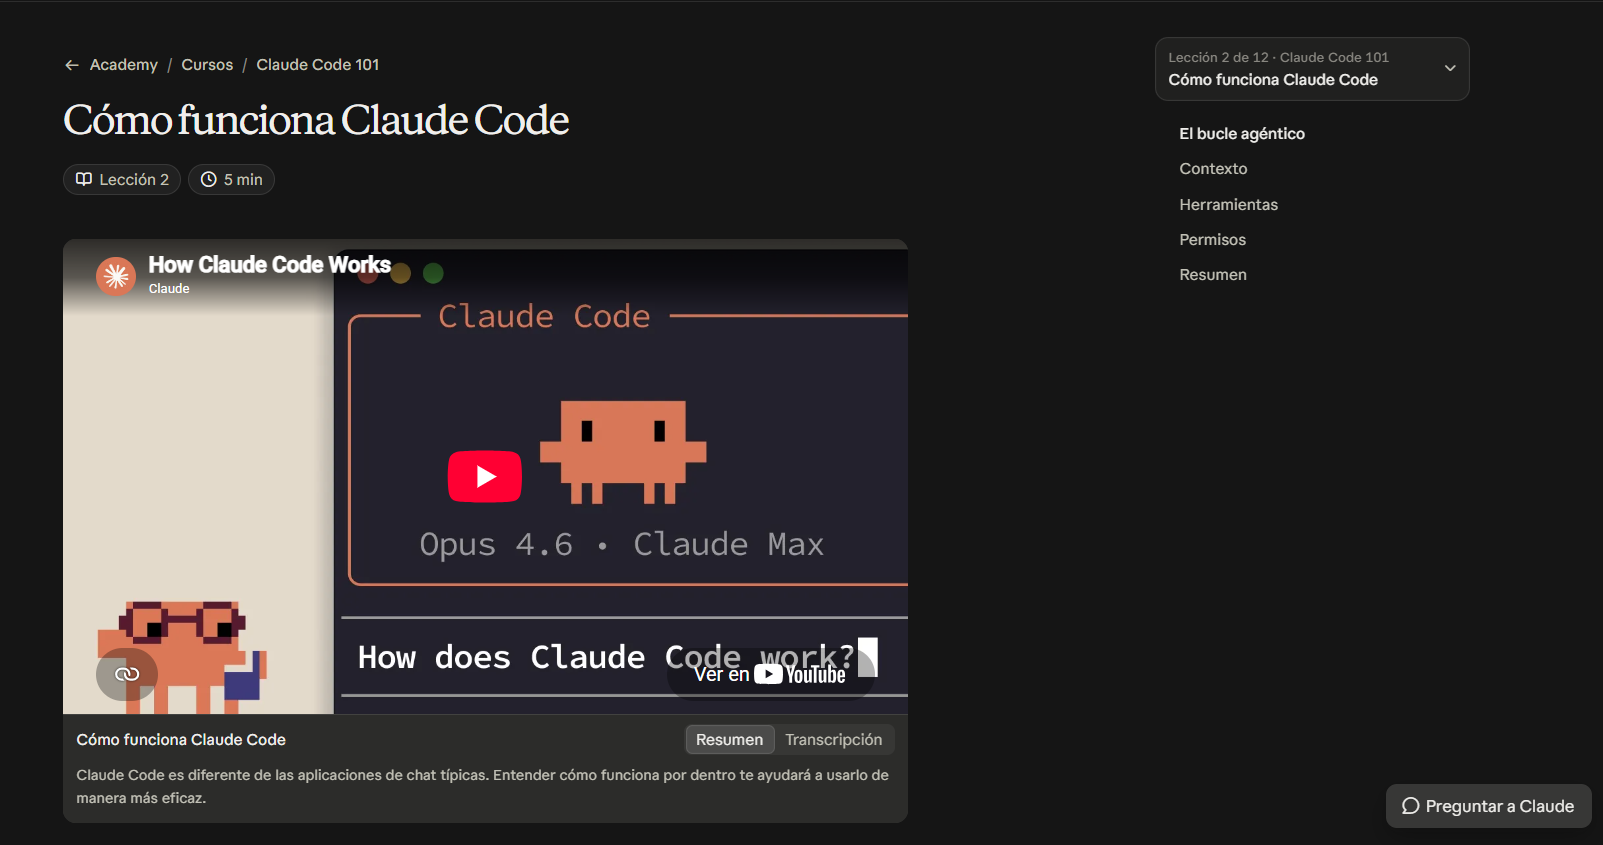 Academy / Cursos / Claude Code 101
Cómo funciona Claude Code
Lección 2
5 min
How Claude Code Works
Claude
Claude Code
Opus 4.6 • Claude Max
How does Claude Code work?
Ver en YouTube
Cómo funciona Claude Code
Resumen
Transcripción
Claude Code es diferente de las aplicaciones de chat típicas. Entender cómo funciona por dentro te ayudará a usarlo de
manera más eficaz.
Lección 2 de 12 · Claude Code 101
Cómo funciona Claude Code
El bucle agéntico
Contexto
Herramientas
Permisos
Resumen
Preguntar a Claude